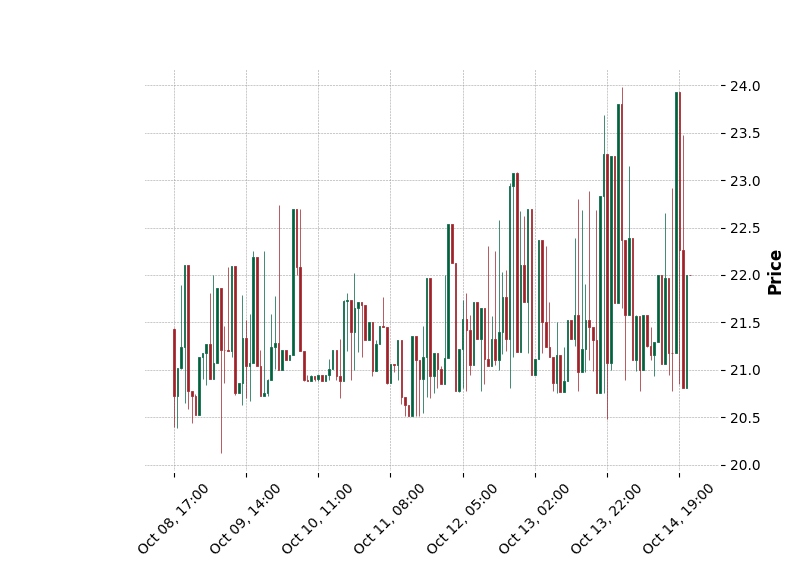 24.0
23.5
23.0
22.5
22.0
21.5
21.0
20.5
20.0
Price
Oct 08, 17:00
Oct 09, 14:00
Oct 10, 11:00
Oct 11, 08:00
Oct 12, 05:00
Oct 13, 02:00
Oct 13, 22:00
Oct 14, 19:00